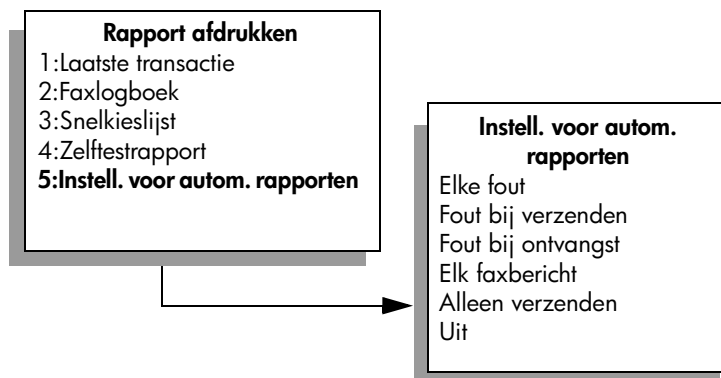 Rapport afdrukken
1:Laatste transactie
2:Faxlogboek
3:Snelkieslijst
4:Zelftestrapport
5:Instell. voor autom. rapporten
Instell. voor autom.
rapporten
Elke fout
Fout bij verzenden
Fout bij ontvangst
Elk faxbericht
Alleen verzenden
Uit